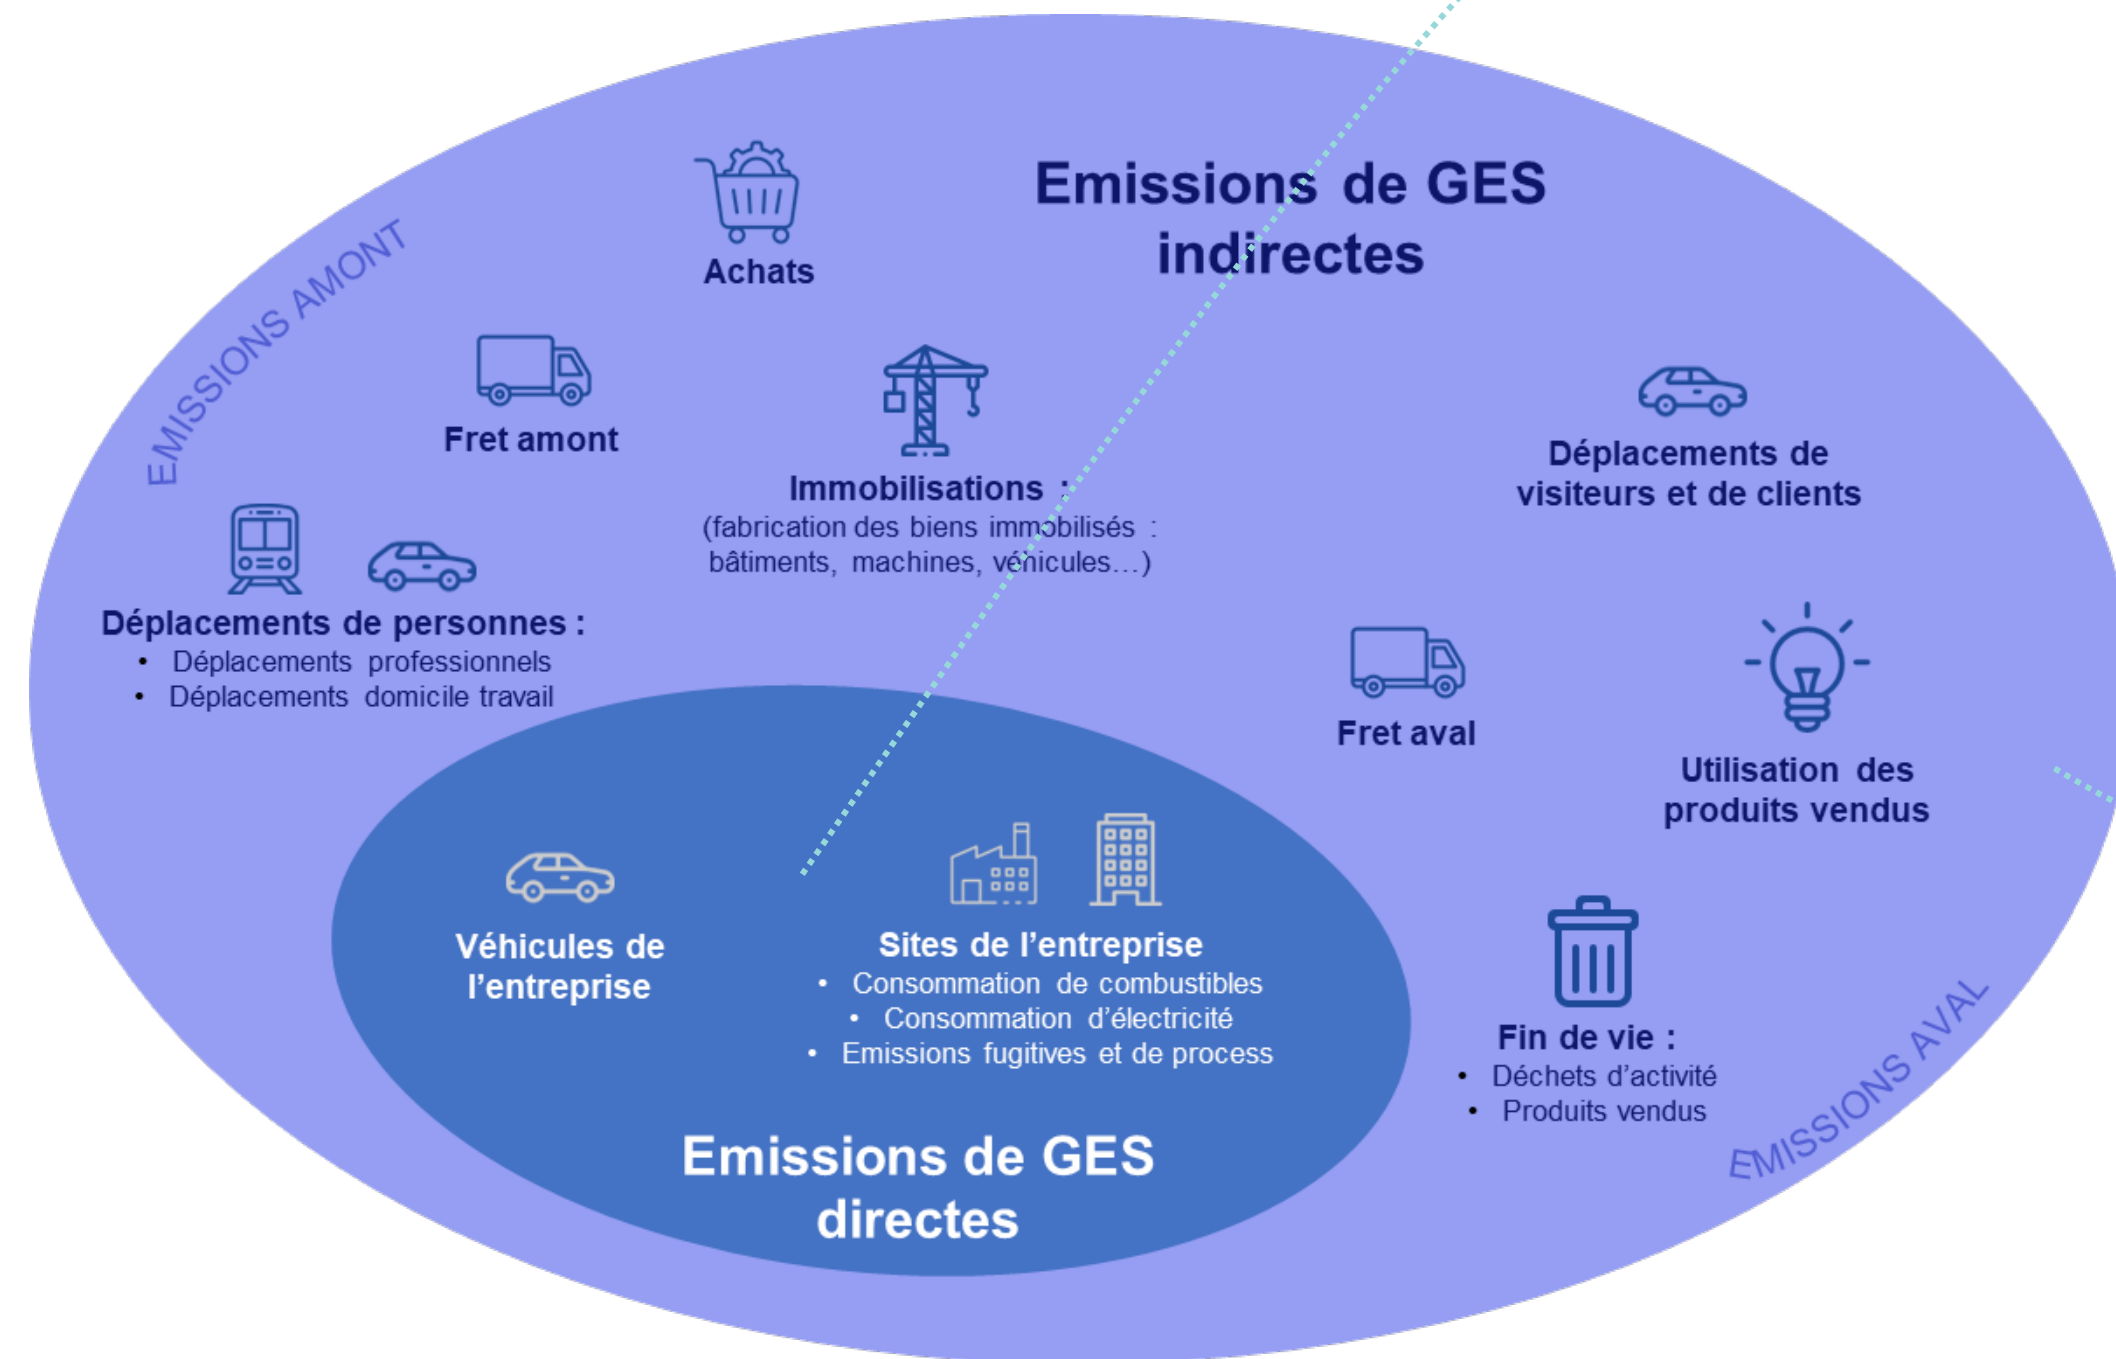 Emissions de GES
indirectes
EMISSIONS AMONT
Achats
Fret amont
Immobilisations :
(fabrication des biens immobilisés :
bâtiments, machines, véhicules…)
Déplacements de personnes :
• Déplacements professionnels
• Déplacements domicile travail
Déplacements de
visiteurs et de clients
Fret aval
Utilisation des
produits vendus
Fin de vie :
• Déchets d’activité
• Produits vendus
EMISSIONS AVAL
Véhicules de
l’entreprise
Sites de l’entreprise
• Consommation de combustibles
• Consommation d’électricité
• Emissions fugitives et de process
Emissions de GES
directes